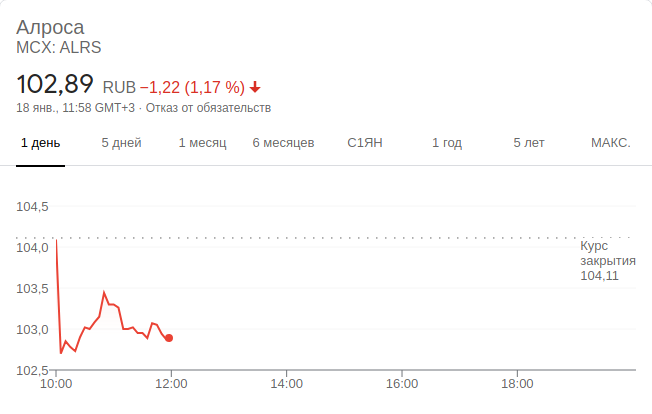 Алроса
MCX: ALRS
102,89 RUB −1,22 (1,17 %)
18 янв., 11:58 GMT+3 · Отказ от обязательств
1 день 5 дней 1 месяц 6 месяцев С1ЯН 1 год 5 лет МАКС.
104,5
104,0
103,5
103,0
102,5
Курс
закрытия
104,11
10:00 12:00 14:00 16:00 18:00